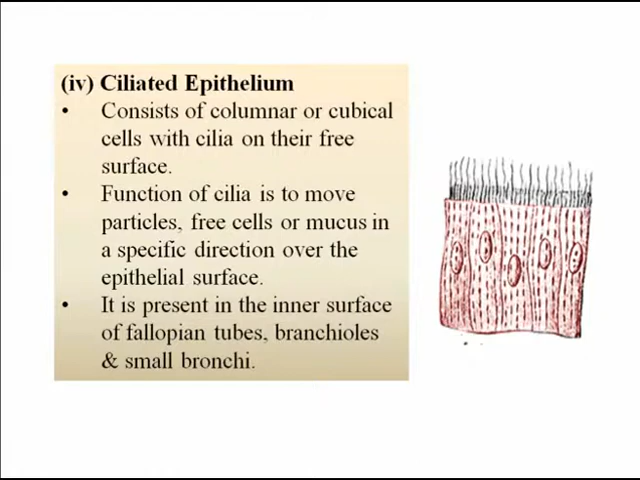 (iv) Ciliated Epithelium
• Consists of columnar or cubical
cells with cilia on their free
surface.
• Function of cilia is to move
particles, free cells or mucus in
a specific direction over the
epithelial surface.
• It is present in the inner surface
of fallopian tubes, branchioles
& small bronchi.